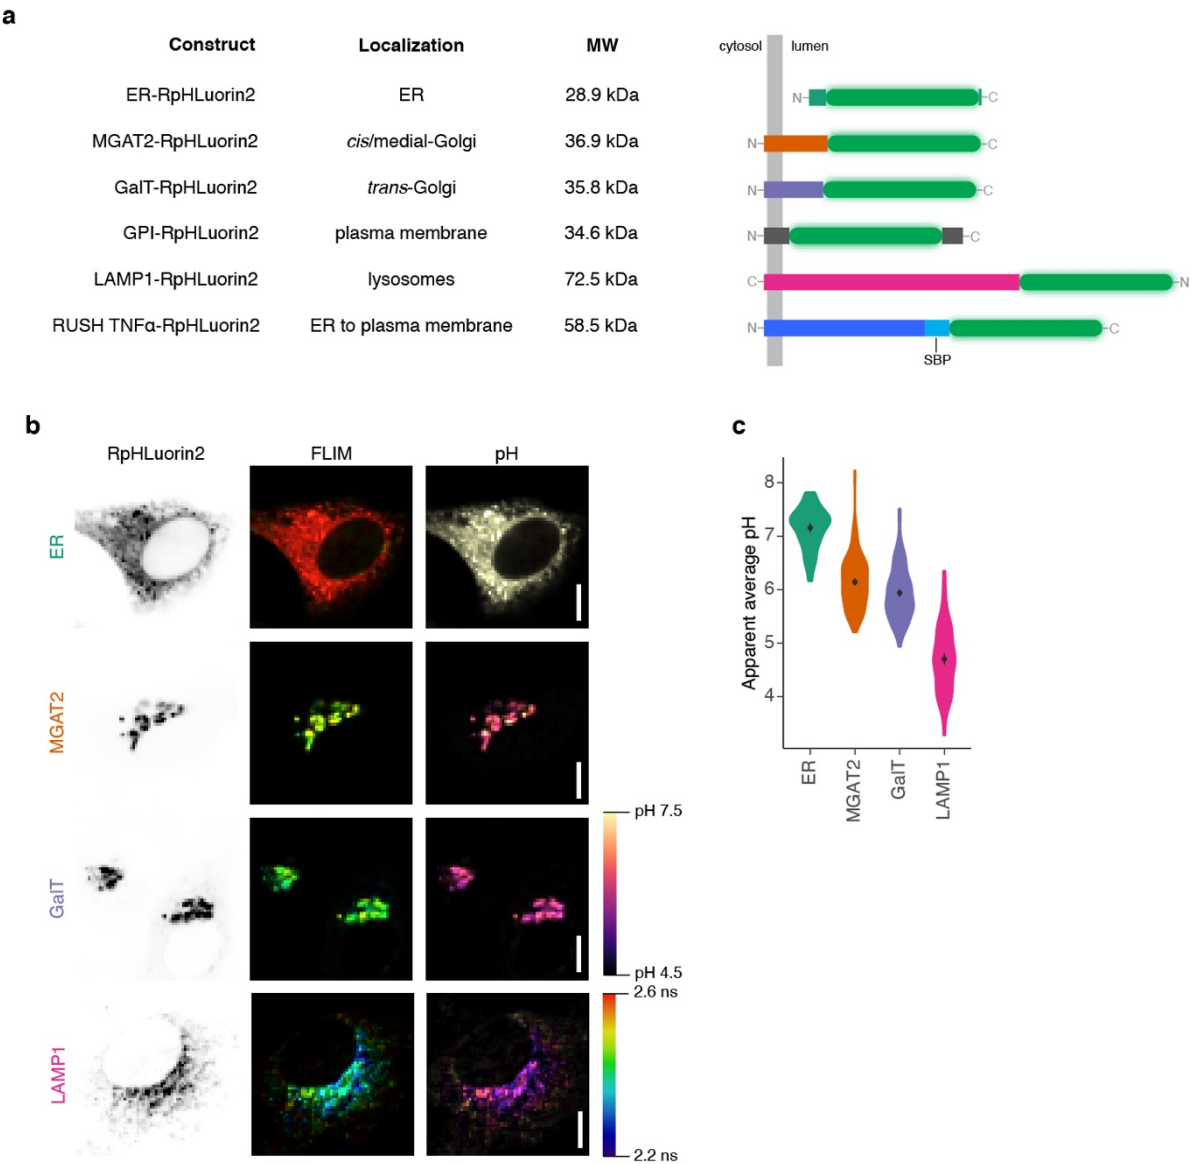 a
Construct Localization MW
cytosol lumen
ER-RpHLuorin2 ER 28.9 kDa
N C
MGAT2-RpHLuorin2 cis/medial-Golgi 36.9 kDa
N C
GalT-RpHLuorin2 trans-Golgi 35.8 kDa
N C
GPI-RpHLuorin2 plasma membrane 34.6 kDa
N C
LAMP1-RpHLuorin2 lysosomes 72.5 kDa
C N
RUSH TNFα-RpHLuorin2 ER to plasma membrane 58.5 kDa
N C
SBP
b
RpHLuorin2 FLIM pH
ER
MGAT2
GalT
LAMP1
pH 7.5
pH 4.5
2.6 ns
2.2 ns
c
Apparent average pH
8
7
6
5
4
ER
MGAT2
GalT
LAMP1